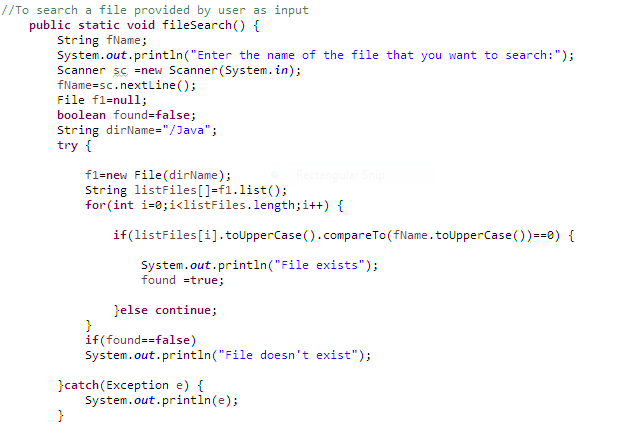 //To search a file provided by user as input
public static void fileSearch() {
String fName;
System.out.println("Enter the name of the file that you want to search:");
Scanner sc =new Scanner(System.in);
fName=sc.nextLine();
File f1=null;
boolean found=false;
String dirName="/Java";
try {
f1=new File(dirName);
String listFiles[]=f1.list();
for(int i=0;i<listFiles.length;i++) {
if(listFiles[i].toUpperCase().compareTo(fName.toUpperCase())==0) {
System.out.println("File exists");
found =true;
}else continue;
}
if(found==false)
System.out.println("File doesn't exist");
}catch(Exception e) {
System.out.println(e);
}